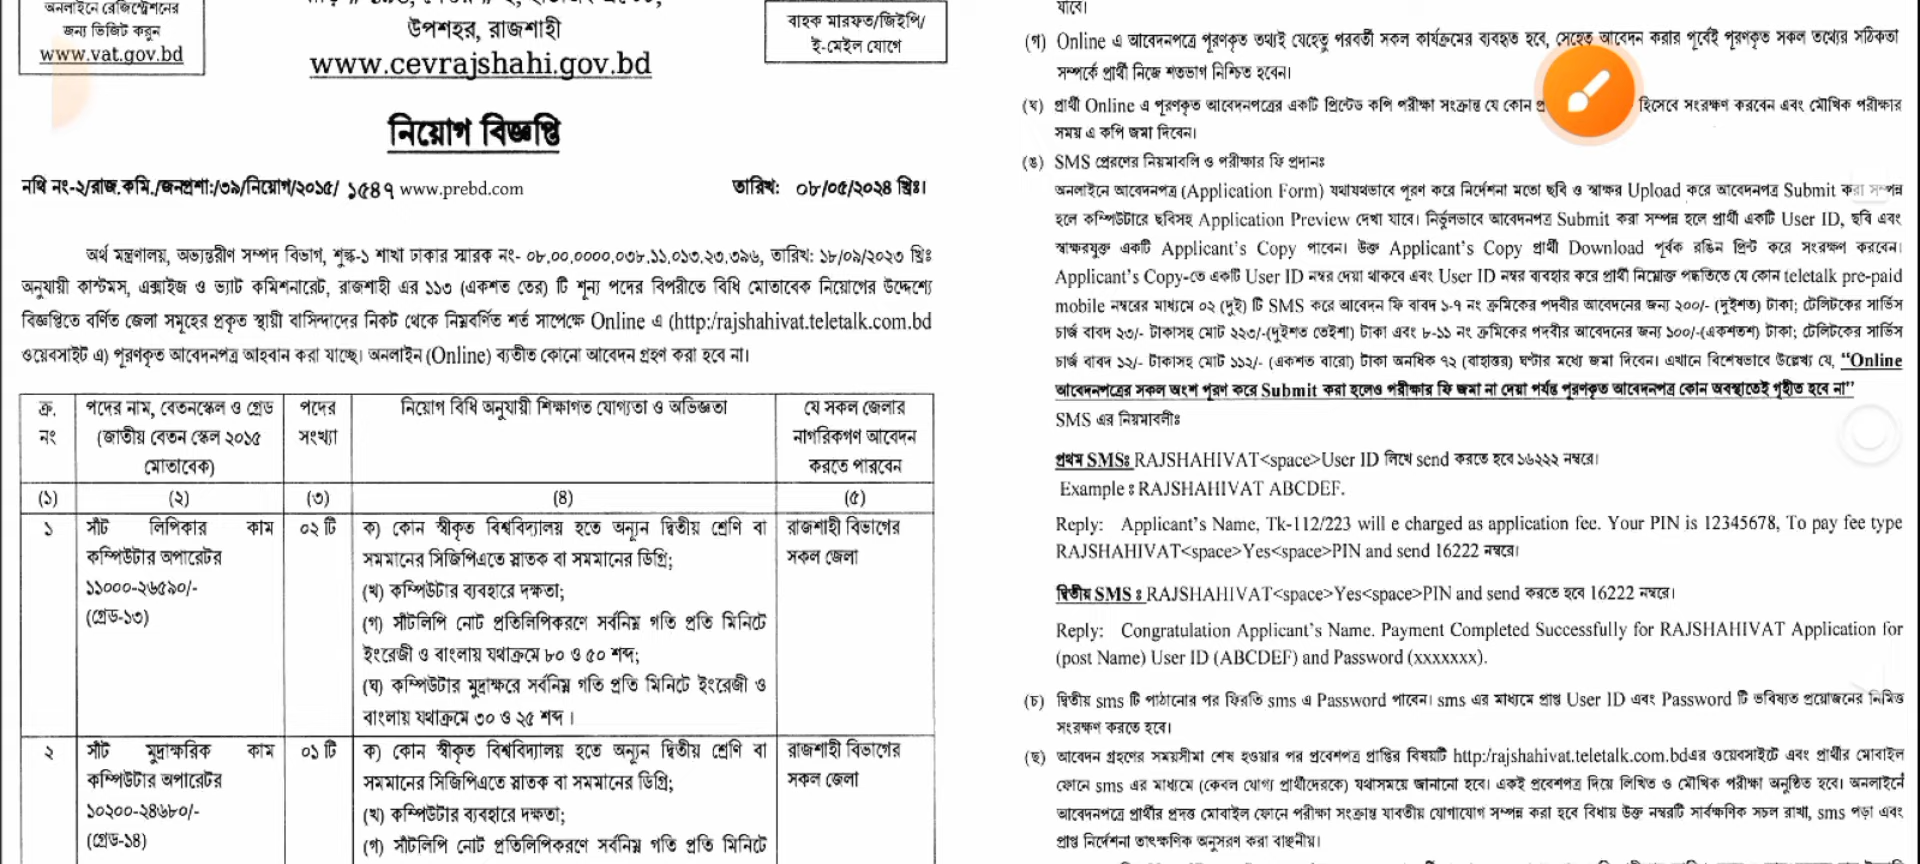 অনলাইনে রেজিস্ট্রেশনের
জন্য ভিজিট করুন
www.vat.gov.bd
উপশহর, রাজশাহী
www.cevrajshahi.gov.bd
বাহক মারফত/জিইপি/
ই-মেইল যোগে
নিয়োগ বিজ্ঞপ্তি
নথি নং-২/রাজ.কমি./জনপ্রশা:/৩৯/নিয়োগ/২০১৫/ ১৫৪৭ www.prebd.com
তারিখ: ০৮/০৫/২০২৪ খ্রিঃ।
অর্থ মন্ত্রণালয়, অভ্যন্তরীণ সম্পদ বিভাগ, শুল্ক-১ শাখা ঢাকার স্মারক নং- ০৮.০০.০০০০.০৩৮.১১.০১৩.২৩.৩৯৬, তারিখ: ১৮/০৯/২০২৩ খ্রিঃ
অনুযায়ী কাস্টমস, এক্সাইজ ও ভ্যাট কমিশনারেট, রাজশাহী এর ১১৩ (একশত তের) টি শূন্য পদের বিপরীতে বিধি মোতাবেক নিয়োগের উদ্দেশ্যে
বিজ্ঞপ্তিতে বর্ণিত জেলা সমূহের প্রকৃত স্থায়ী বাসিন্দাদের নিকট থেকে নিম্নবর্ণিত শর্ত সাপেক্ষে Online এ (http:/rajshahivat.teletalk.com.bd
ওয়েবসাইট এ) পূরণকৃত আবেদনপত্র আহবান করা যাচ্ছে। অনলাইন (Online) ব্যতীত কোনো আবেদন গ্রহণ করা হবে না।
ক্র. নং
পদের নাম, বেতনস্কেল ও গ্রেড (জাতীয় বেতন স্কেল ২০১৫ মোতাবেক)
পদের সংখ্যা
নিয়োগ বিধি অনুযায়ী শিক্ষাগত যোগ্যতা ও অভিজ্ঞতা
যে সকল জেলার নাগরিকগণ আবেদন করতে পারবেন
(১) (২) (৩) (৪) (৫)
১
সাঁট লিপিকার কাম
কম্পিউটার অপারেটর
১১০০০-২৬৫৯০/-
(গ্রেড-১৩)
০২ টি
ক) কোন স্বীকৃত বিশ্ববিদ্যালয় হতে অন্যূন দ্বিতীয় শ্রেণি বা
সমমানের সিজিপিএতে স্নাতক বা সমমানের ডিগ্রি;
(খ) কম্পিউটার ব্যবহারে দক্ষতা;
(গ) সাঁটলিপি নোট প্রতিলিপিকরণে সর্বনিম্ন গতি প্রতি মিনিটে
ইংরেজী ও বাংলায় যথাক্রমে ৮০ ও ৫০ শব্দ;
(ঘ) কম্পিউটার মুদ্রাক্ষরে সর্বনিম্ন গতি প্রতি মিনিটে ইংরেজী ও
বাংলায় যথাক্রমে ৩০ ও ২৫ শব্দ ।
রাজশাহী বিভাগের
সকল জেলা
২
সাঁট মুদ্রাক্ষরিক কাম
কম্পিউটার অপারেটর
১০২০০-২৪৬৮০/-
(গ্রেড-১৪)
০১ টি
ক) কোন স্বীকৃত বিশ্ববিদ্যালয় হতে অন্যূন দ্বিতীয় শ্রেণি বা
সমমানের সিজিপিএতে স্নাতক বা সমমানের ডিগ্রি;
(খ) কম্পিউটার ব্যবহারে দক্ষতা;
(গ) সাঁটলিপি নোট প্রতিলিপিকরণে সর্বনিম্ন গতি প্রতি মিনিটে
রাজশাহী বিভাগের
সকল জেলা
যাবে।
(গ) Online এ আবেদনপত্রে পূরণকৃত তথ্যই যেহেতু পরবর্তী সকল কার্যক্রমের ব্যবহৃত হবে, সেহেতু আবেদন করার পূর্বেই পূরণকৃত সকল তথ্যের সঠিকতা
সম্পর্কে প্রার্থী নিজে শতভাগ নিশ্চিত হবেন।
(ঘ) প্রার্থী Online এ পূরণকৃত আবেদনপত্রের একটি প্রিন্টেড কপি পরীক্ষা সংক্রান্ত যে কোন হিসেবে সংরক্ষণ করবেন এবং মৌখিক পরীক্ষার
সময় এ কপি জমা দিবেন।
(ঙ) SMS প্রেরণের নিয়মাবলি ও পরীক্ষার ফি প্রদানঃ
অনলাইনে আবেদনপত্র (Application Form) যথাযথভাবে পূরণ করে নির্দেশনা মতো ছবি ও স্বাক্ষর Upload করে আবেদনপত্র Submit করা সম্পন্ন
হলে কম্পিউটারে ছবিসহ Application Preview দেখা যাবে। নির্ভুলভাবে আবেদনপত্র Submit করা সম্পন্ন হলে প্রার্থী একটি User ID, ছবি এবং
স্বাক্ষরযুক্ত একটি Applicant's Copy পাবেন। উক্ত Applicant's Copy প্রার্থী Download পূর্বক রঙিন প্রিন্ট করে সংরক্ষণ করবেন।
Applicant's Copy-তে একটি User ID নম্বর দেয়া থাকবে এবং User ID নম্বর ব্যবহার করে প্রার্থী নিম্নোক্ত পদ্ধতিতে যে কোন teletalk pre-paid
mobile নম্বরের মাধ্যমে ০২ (দুই) টি SMS করে আবেদন ফি বাবদ ১-৭ নং ক্রমিকের পদবীর আবেদনের জন্য ২০০/- (দুইশত) টাকা; টেলিটকের সার্ভিস
চার্জ বাবদ ২৩/- টাকাসহ মোট ২২৩/-(দুইশত তেইশ) টাকা এবং ৮-১১ নং ক্রমিকের পদবীর আবেদনের জন্য ১০০/-(একশতশ) টাকা; টেলিটকের সার্ভিস
চার্জ বাবদ ১২/- টাকাসহ মোট ১১২/- (একশত বারো) টাকা অনধিক ৭২ (বাহাত্তর) ঘণ্টার মধ্যে জমা দিবেন। এখানে বিশেষভাবে উল্লেখ্য যে, "Online
আবেদনপত্রের সকল অংশ পূরণ করে Submit করা হলেও পরীক্ষার ফি জমা না দেয়া পর্যন্ত পূরণকৃত আবেদনপত্র কোন অবস্থাতেই গৃহীত হবে না"
SMS এর নিয়মাবলীঃ
প্রথম SMSঃ RAJSHAHIVAT<space>User ID লিখে send করতে হবে ১৬২২২ নম্বরে।
Example ঃ RAJSHAHIVAT ABCDEF.
Reply: Applicant's Name, Tk-112/223 will e charged as application fee. Your PIN is 12345678, To pay fee type
RAJSHAHIVAT<space>Yes<space>PIN and send 16222 নম্বরে।
দ্বিতীয় SMS ঃ RAJSHAHIVAT<space>Yes<space>PIN and send করতে হবে 16222 নম্বরে।
Reply: Congratulation Applicant's Name. Payment Completed Successfully for RAJSHAHIVAT Application for
(post Name) User ID (ABCDEF) and Password (xxxxxxx).
(চ) দ্বিতীয় sms টি পাঠানোর পর ফিরতি sms এ Password পাবেন। sms এর মাধ্যমে প্রাপ্ত User ID এবং Password টি ভবিষ্যত প্রয়োজনের নিমিত্ত
সংরক্ষণ করতে হবে।
(ছ) আবেদন গ্রহণের সময়সীমা শেষ হওয়ার পর প্রবেশপত্র প্রাপ্তির বিষয়টি http:/rajshahivat.teletalk.com.bdএর ওয়েবসাইটে এবং প্রার্থীর মোবাইল
ফোনে sms এর মাধ্যমে (কেবল যোগ্য প্রার্থীদেরকে) যথাসময়ে জানানো হবে। একই প্রবেশপত্র দিয়ে লিখিত ও মৌখিক পরীক্ষা অনুষ্ঠিত হবে। অনলাইনে
আবেদনপত্রে প্রার্থীর প্রদত্ত মোবাইল ফোনে পরীক্ষা সংক্রান্ত যাবতীয় যোগাযোগ সম্পন্ন করা হবে বিধায় উক্ত নম্বরটি সার্বক্ষণিক সচল রাখা, sms পড়া এবং
প্রাপ্ত নির্দেশনা তাৎক্ষণিক অনুসরণ করা বাঞ্ছনীয়।